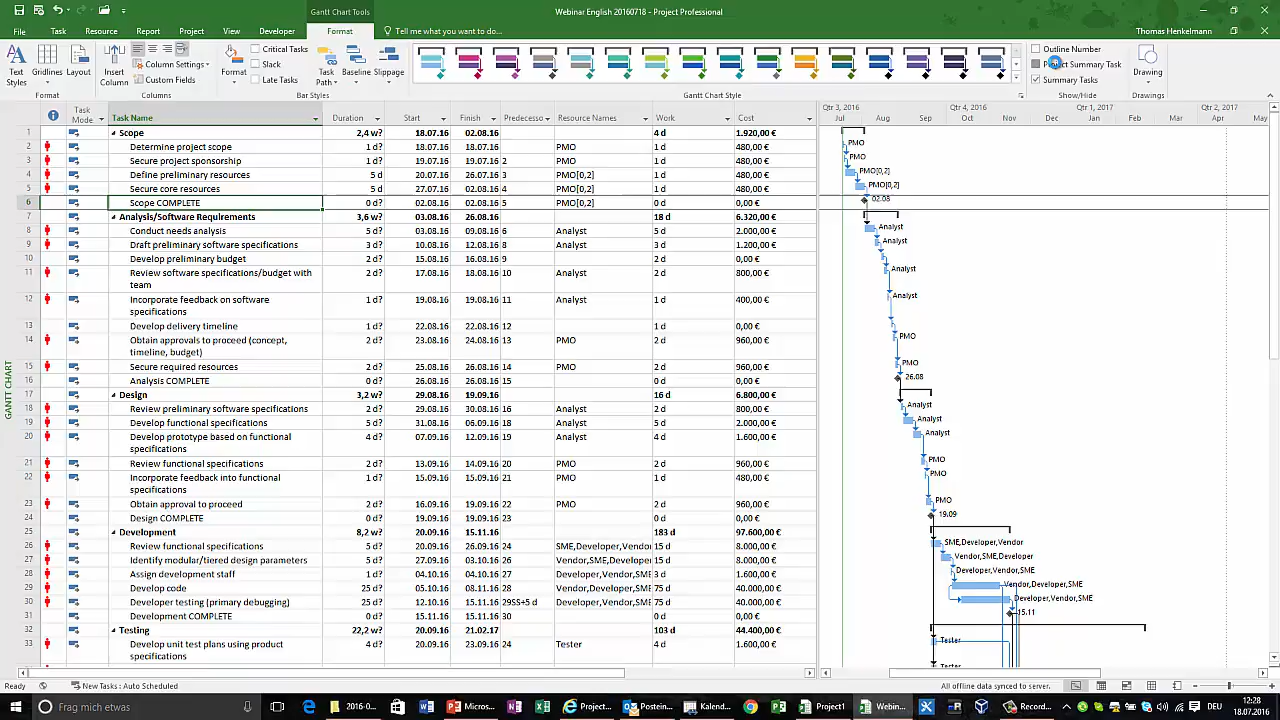 Gantt Chart Tools
Webinar English 20160718 - Project Professional
File Task Resource Report Project View Developer Format Tell me what you want to do... Thomas Henkelmann
Text Styles Gridlines Layout Insert Column Column Settings Custom Fields Format Critical Tasks Slack Late Tasks Task Path Baseline Slippage Outline Number Project Summary Task Summary Tasks Drawing
Format Columns Bar Styles Gantt Chart Style Show/Hide Drawings
Task Mode Task Name Duration Start Finish Predecesso Resource Names Work Cost
Qtr 3, 2016 Qtr 4, 2016 Qtr 1, 2017 Qtr 2, 2017
Jul Aug Sep Oct Nov Dec Jan Feb Mar Apr May
1 Scope 2,4 w? 18.07.16 02.08.16 4 d 1.920,00 €
2 Determine project scope 1 d? 18.07.16 18.07.16 PMO 1 d 480,00 € PMO
3 Secure project sponsorship 1 d? 19.07.16 19.07.16 2 PMO 1 d 480,00 € PMO
4 Define preliminary resources 5 d 20.07.16 26.07.16 3 PMO[0,2] 1 d 480,00 € PMO[0,2]
5 Secure core resources 5 d 27.07.16 02.08.16 4 PMO[0,2] 1 d 480,00 € PMO[0,2]
6 Scope COMPLETE 0 d? 02.08.16 02.08.16 5 PMO[0,2] 0 d 0,00 € 02.08
7 Analysis/Software Requirements 3,6 w? 03.08.16 26.08.16 18 d 6.320,00 €
8 Conduct needs analysis 5 d? 03.08.16 09.08.16 6 Analyst 5 d 2.000,00 € Analyst
9 Draft preliminary software specifications 3 d? 10.08.16 12.08.16 8 Analyst 3 d 1.200,00 € Analyst
10 Develop preliminary budget 2 d? 15.08.16 16.08.16 9 2 d 0,00 €
11 Review software specifications/budget with team 2 d? 17.08.16 18.08.16 10 Analyst 2 d 800,00 € Analyst
12 Incorporate feedback on software specifications 1 d? 19.08.16 19.08.16 11 Analyst 1 d 400,00 € Analyst
13 Develop delivery timeline 1 d? 22.08.16 22.08.16 12 1 d 0,00 €
14 Obtain approvals to proceed (concept, timeline, budget) 2 d? 23.08.16 24.08.16 13 PMO 2 d 960,00 € PMO
15 Secure required resources 2 d? 25.08.16 26.08.16 14 PMO 2 d 960,00 € PMO
16 Analysis COMPLETE 0 d? 26.08.16 26.08.16 15 0 d 0,00 € 26.08
17 Design 3,2 w? 29.08.16 19.09.16 16 d 6.800,00 €
18 Review preliminary software specifications 2 d? 29.08.16 30.08.16 16 Analyst 2 d 800,00 € Analyst
19 Develop functional specifications 5 d? 31.08.16 06.09.16 18 Analyst 5 d 2.000,00 € Analyst
20 Develop prototype based on functional specifications 4 d? 07.09.16 12.09.16 19 Analyst 4 d 1.600,00 € Analyst
21 Review functional specifications 2 d? 13.09.16 14.09.16 20 PMO 2 d 960,00 € PMO
22 Incorporate feedback into functional specifications 1 d? 15.09.16 15.09.16 21 PMO 1 d 480,00 € PMO
23 Obtain approval to proceed 2 d? 16.09.16 19.09.16 22 PMO 2 d 960,00 € PMO
24 Design COMPLETE 0 d? 19.09.16 19.09.16 23 0 d 0,00 € 19.09
25 Development 8,2 w? 20.09.16 15.11.16 183 d 97.600,00 €
26 Review functional specifications 5 d? 20.09.16 26.09.16 24 SME,Developer,Vendor 15 d 8.000,00 € SME,Developer,Vendor
27 Identify modular/tiered design parameters 5 d? 27.09.16 03.10.16 26 Vendor,SME,Developer 15 d 8.000,00 € Vendor,SME,Developer
28 Assign development staff 1 d? 04.10.16 04.10.16 27 Developer,Vendor,SME 3 d 1.600,00 € Developer,Vendor,SME
29 Develop code 25 d? 05.10.16 08.11.16 28 Vendor,Developer,SME 75 d 40.000,00 € Vendor,Developer,SME
30 Developer testing (primary debugging) 25 d? 12.10.16 15.11.16 29SS+5 d Developer,Vendor,SME 75 d 40.000,00 € Developer,Vendor,SME
31 Development COMPLETE 0 d? 15.11.16 15.11.16 30 0 d 0,00 € 15.11
32 Testing 22,2 w? 20.09.16 21.02.17 103 d 44.400,00 €
33 Develop unit test plans using product specifications 4 d? 20.09.16 23.09.16 24 Tester 4 d 1.600,00 € Tester
Tester
GANTT CHART
Ready New Tasks : Auto Scheduled All offline data synced to server.
Frag mich etwas 2016-0... Micros... Project... Postein... Kalend... Project1 Webin... Record... DEU 12:28
18.07.2016